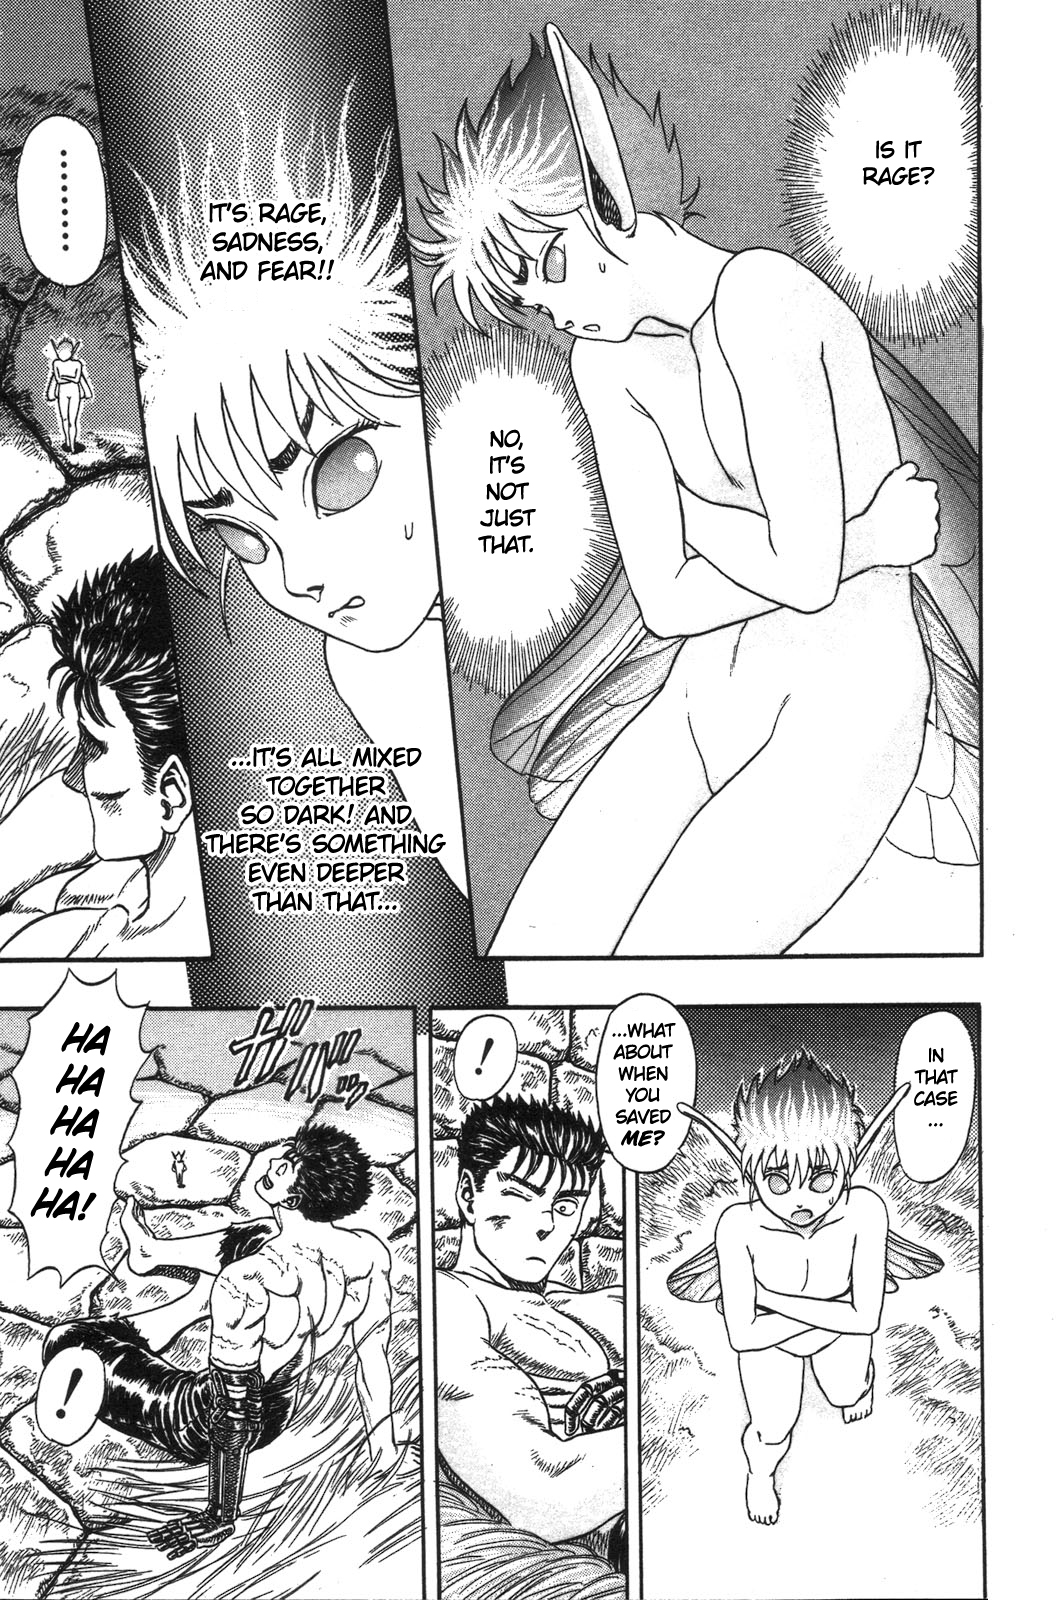 IS IT
RAGE?
NO,
IT'S
NOT
JUST
THAT.
IT'S RAGE,
SADNESS,
AND FEAR!!
...IT'S ALL MIXED
TOGETHER
SO DARK! AND
THERE'S SOMETHING
EVEN DEEPER
THAN THAT...
.........
IN
THAT
CASE
...
...WHAT
ABOUT
WHEN
YOU
SAVED
ME?
!
HA
HA
HA
HA
HA!
!